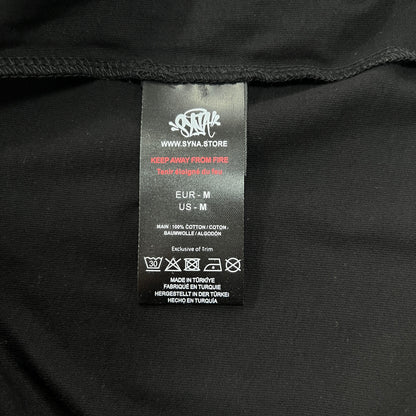 SYNA
WWW.SYNA.STORE
KEEP AWAY FROM FIRE
Tenir éloigné du feu
EUR - M
US - M
MAIN : 100% COTTON / COTON /
BAUMWOLLE / ALGODÓN
Exclusive of Trim
30
MADE IN TÜRKİYE
FABRIQUÉ EN TURQUIE
HERGESTELLT IN DER TÜRKEI
HECHO EN TURQUÍA